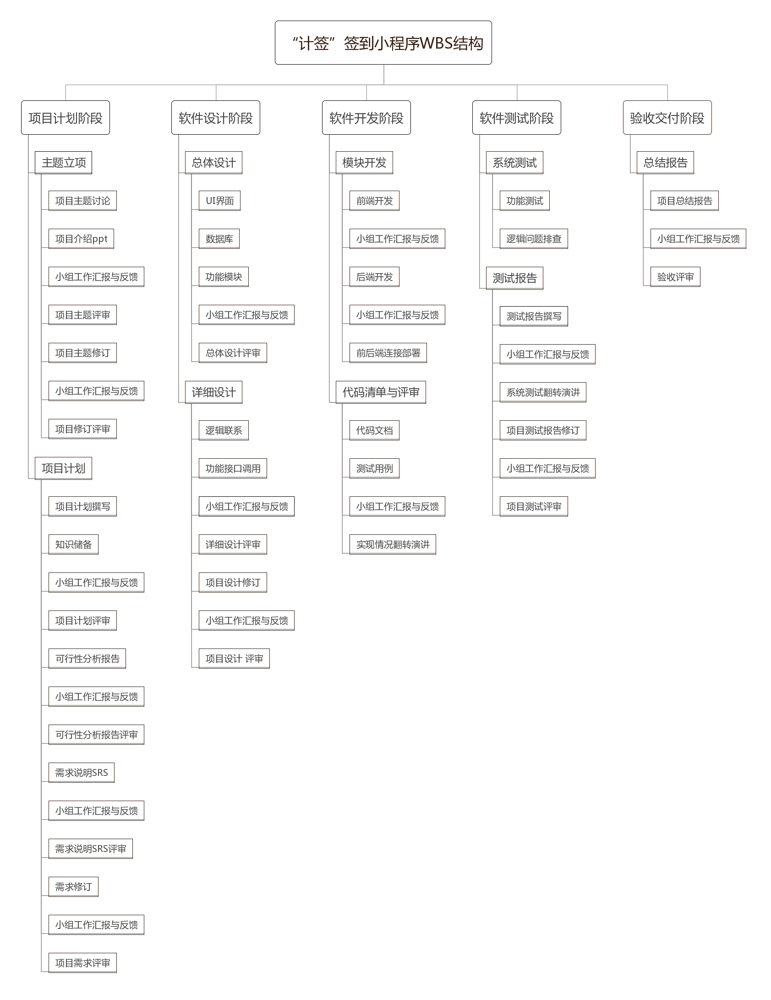 “计签”签到小程序WBS结构
项目计划阶段
主题立项
项目主题讨论
项目介绍ppt
小组工作汇报与反馈
项目主题评审
项目主题修订
小组工作汇报与反馈
项目修订评审
项目计划
项目计划撰写
知识储备
小组工作汇报与反馈
项目计划评审
可行性分析报告
小组工作汇报与反馈
可行性分析报告评审
需求说明SRS
小组工作汇报与反馈
需求说明SRS评审
需求修订
小组工作汇报与反馈
项目需求评审
软件设计阶段
总体设计
UI界面
数据库
功能模块
小组工作汇报与反馈
总体设计评审
详细设计
逻辑联系
功能接口调用
小组工作汇报与反馈
详细设计评审
项目设计修订
小组工作汇报与反馈
项目设计 评审
软件开发阶段
模块开发
前端开发
小组工作汇报与反馈
后端开发
小组工作汇报与反馈
前后端连接部署
代码清单与评审
代码文档
测试用例
小组工作汇报与反馈
实现情况翻转演讲
软件测试阶段
系统测试
功能测试
逻辑问题排查
测试报告
测试报告撰写
小组工作汇报与反馈
系统测试翻转演讲
项目测试报告修订
小组工作汇报与反馈
项目测试评审
验收交付阶段
总结报告
项目总结报告
小组工作汇报与反馈
验收评审